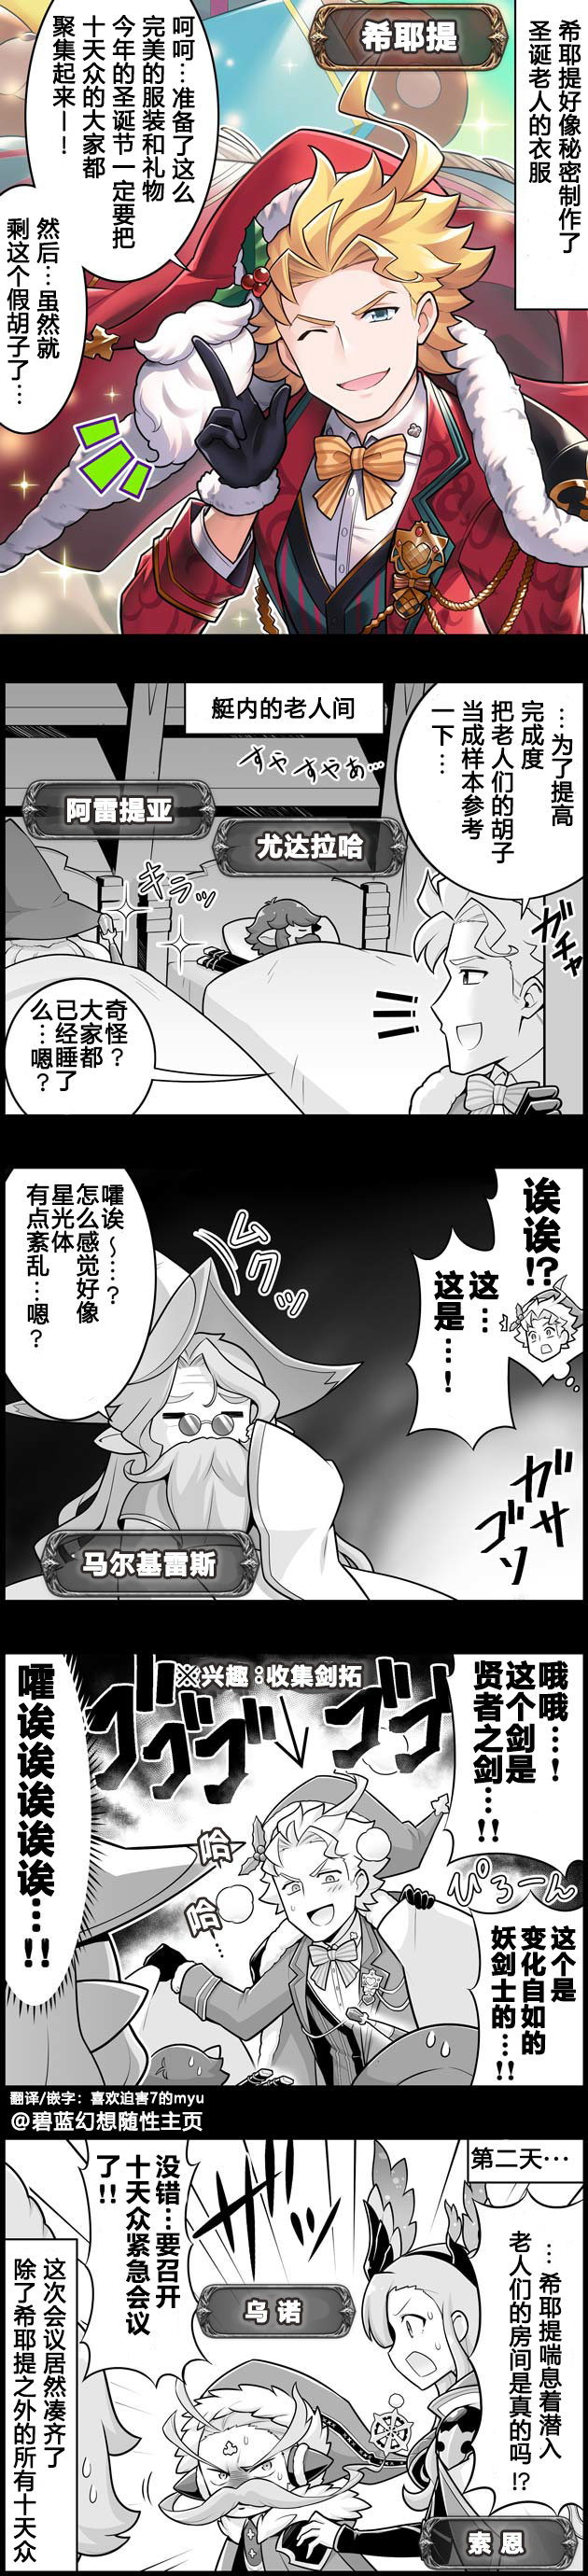 希耶提好像秘密制作了
圣诞老人的衣服
希耶提
呵呵…准备了这么
完美的服装和礼物
今年的圣诞节一定要把
十天众的大家都
聚集起来ー！
然后…虽然就
剩这个假胡子了…
…为了提高
完成度
把老人们的胡子
当成样本参考
一下…
艇内的老人间
すやすやぁ…
阿雷提亚
尤达拉哈
キラッ
ガチャ
奇怪？
大家都
已经睡了
么…嗯？
诶诶!?
这…
这是…！
嚯诶～…？
怎么感觉好像
星光体
有点紊乱…嗯？
ムクッ
ガサ
ゴソ
马尔基雷斯
哦哦…！
这个剑是
贤者之剑…!!
※兴趣：收集剑拓
ゴゴゴゴゴゴ
ぴろーん
这个是
变化自如的
妖剑士的…!!
哈
哈…
嚯诶诶诶诶诶…!!
翻译/嵌字：喜欢迫害7的myu
@碧蓝幻想随性主页
第二天…
…希耶提喘息着潜入
老人们的房间是真的吗!?
没错…要召开
十天众紧急会议
了!!
乌诺
索恩
这次会议居然凑齐了
除了希耶提之外的所有十天众